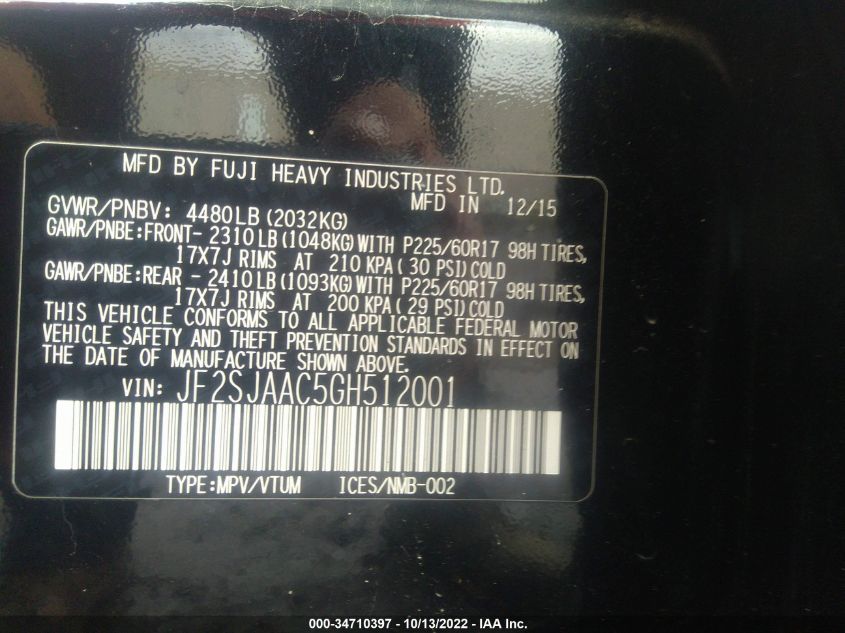 MFD BY FUJI HEAVY INDUSTRIES LTD.
MFD IN 12/15
GVWR/PNBV: 4480LB (2032KG)
GAWR/PNBE:FRONT- 2310LB (1048KG) WITH P225/60R17 98H TIRES,
17X7J RIMS AT 210 KPA( 30 PSI)COLD
GAWR/PNBE:REAR - 2410LB (1093KG) WITH P225/60R17 98H TIRES,
17X7J RIMS AT 200 KPA( 29 PSI)COLD
THIS VEHICLE CONFORMS TO ALL APPLICABLE FEDERAL MOTOR
VEHICLE SAFETY AND THEFT PREVENTION STANDARDS IN EFFECT ON
THE DATE OF MANUFACTURE SHOWN ABOVE.
VIN: JF2SJAAC5GH512001
TYPE:MPV/VTUM ICES/NMB-002
000-34710397 - 10/13/2022 - IAA Inc.